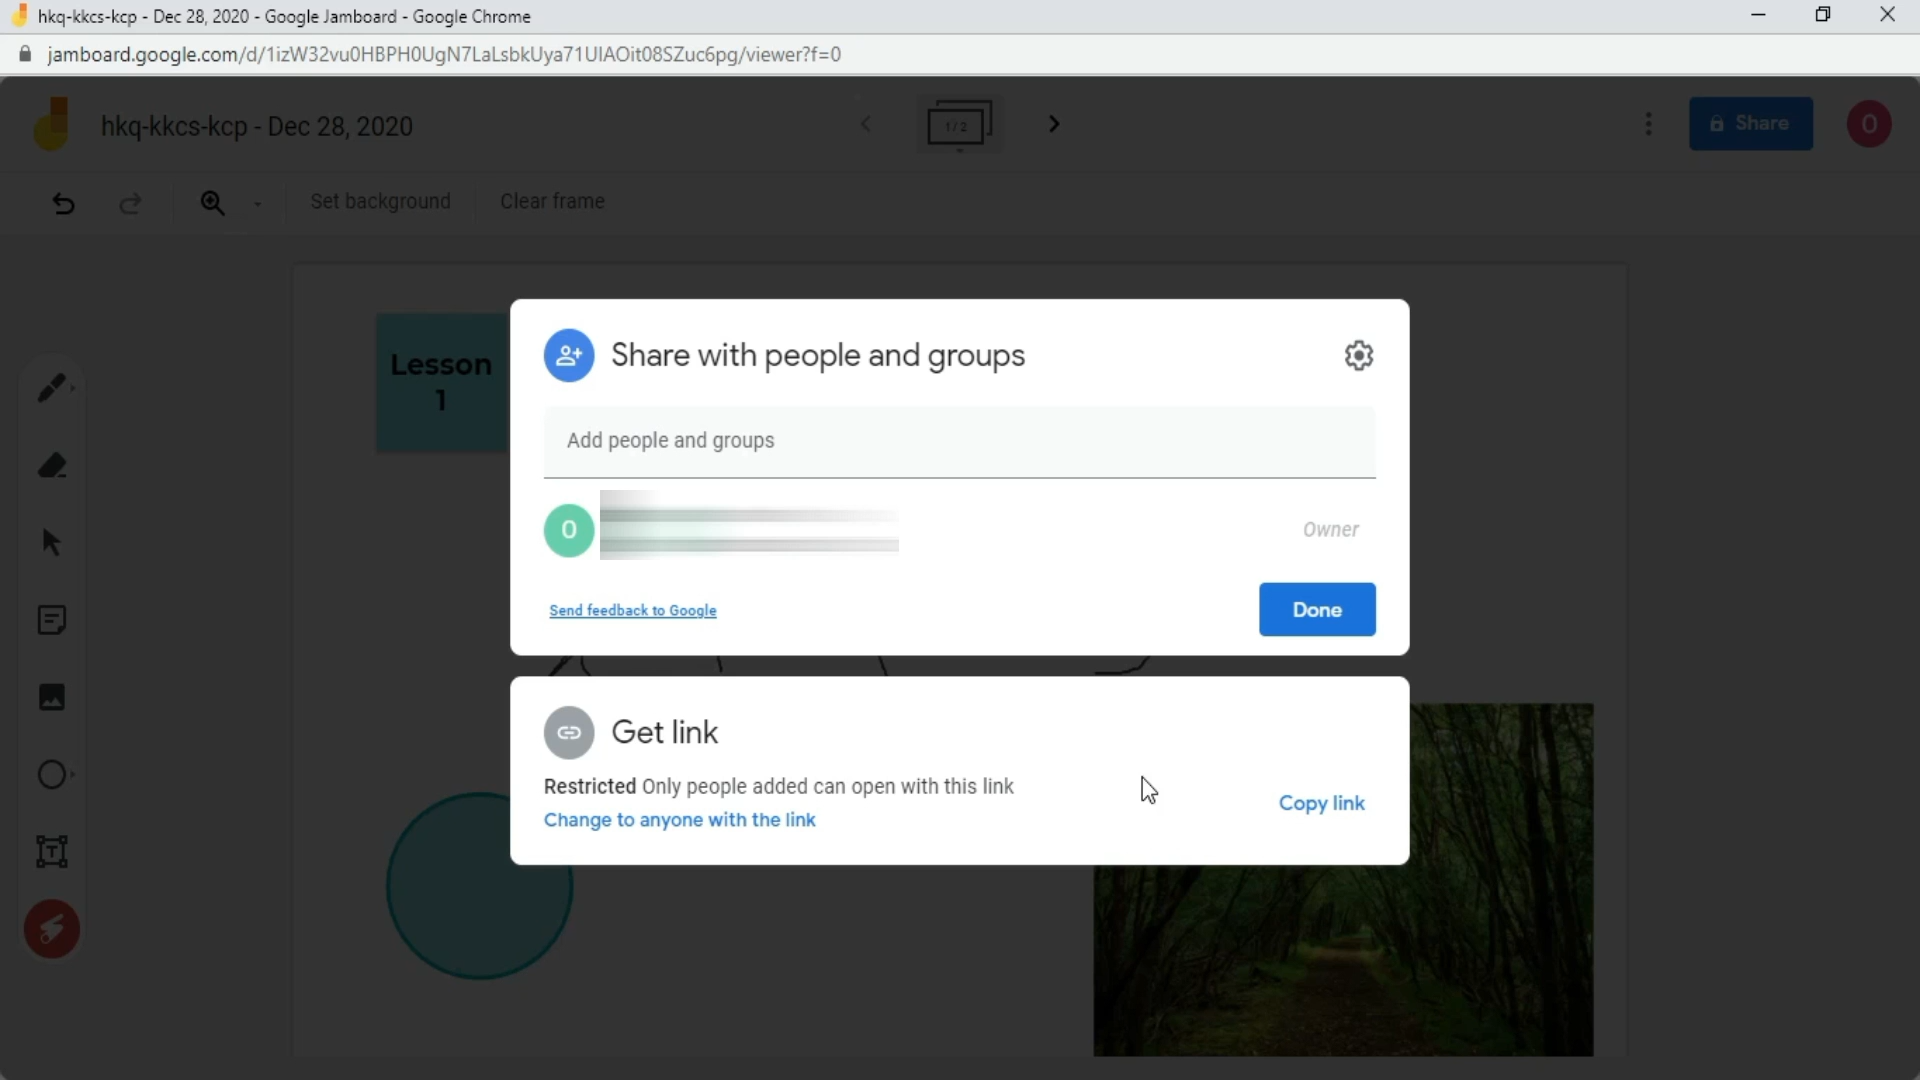 hkq-kkcs-kcp - Dec 28, 2020 - Google Jamboard - Google Chrome
jamboard.google.com/d/1izW32vu0HBPH0UgN7LaLsbkUya71UIAOit08SZuc6pg/viewer?f=0
hkq-kkcs-kcp - Dec 28, 2020
1/2
Share
O
Set background
Clear frame
Lesson
1
Share with people and groups
Add people and groups
O
Owner
Send feedback to Google
Done
Get link
Restricted Only people added can open with this link
Change to anyone with the link
Copy link